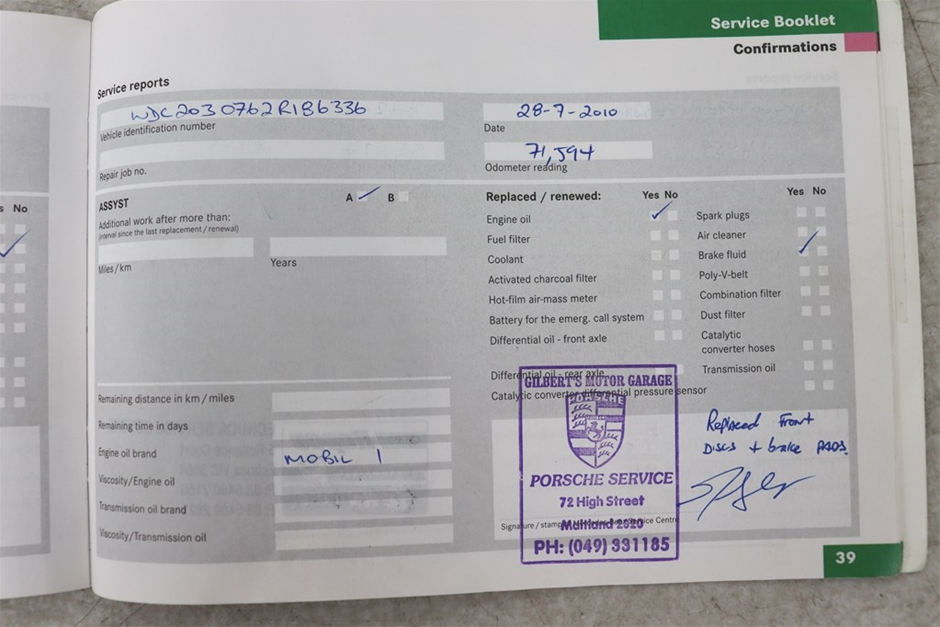 Service Booklet
Confirmations
Service reports
WDC2030762R186336
Vehicle identification number
28-7-2010
Date
Repair job no.
71,594
Odometer reading
ASSYST
A B
Additional work after more than:
(interval since the last replacement / renewal)
Miles / km
Years
Replaced / renewed:
Yes No
Engine oil
Fuel filter
Coolant
Activated charcoal filter
Hot-film air-mass meter
Battery for the emerg. call system
Differential oil - front axle
Differential oil - rear axle
Catalytic converter differential pressure sensor
Yes No
Spark plugs
Air cleaner
Brake fluid
Poly-V-belt
Combination filter
Dust filter
Catalytic
converter hoses
Transmission oil
Remaining distance in km / miles
Remaining time in days
Engine oil brand
MOBIL 1
Viscosity/Engine oil
Transmission oil brand
Viscosity/Transmission oil
GILBERT'S MOTOR GARAGE
PORSCHE
PORSCHE SERVICE
72 High Street
Maitland 2320
PH: (049) 331185
Replaced Front
Discs + brake PADS.
Signature / stamp
Service Centre
39
s No